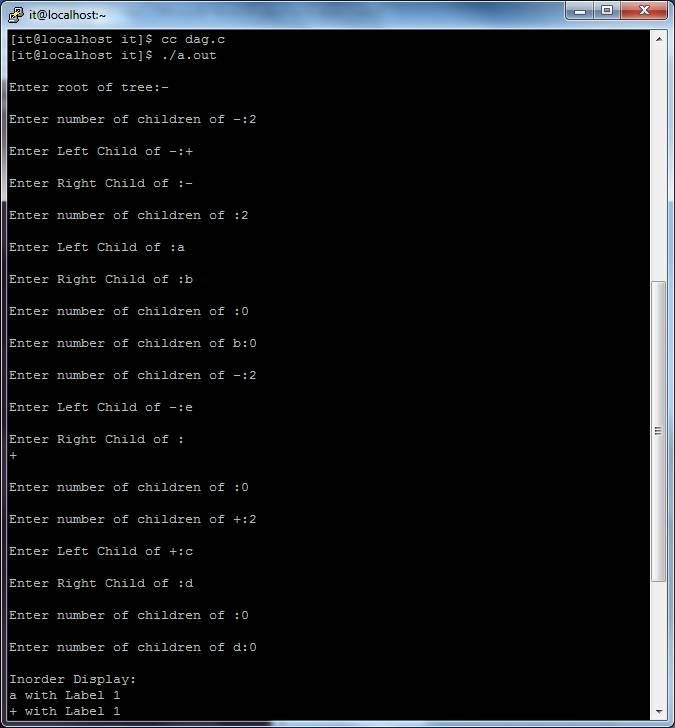 it@localhost:~
[it@localhost it]$ cc dag.c
[it@localhost it]$ ./a.out
Enter root of tree:-
Enter number of children of -:2
Enter Left Child of -:+
Enter Right Child of :-
Enter number of children of :2
Enter Left Child of :a
Enter Right Child of :b
Enter number of children of :0
Enter number of children of b:0
Enter number of children of -:2
Enter Left Child of -:e
Enter Right Child of :
+
Enter number of children of :0
Enter number of children of +:2
Enter Left Child of +:c
Enter Right Child of :d
Enter number of children of :0
Enter number of children of d:0
Inorder Display:
a with Label 1
+ with Label 1